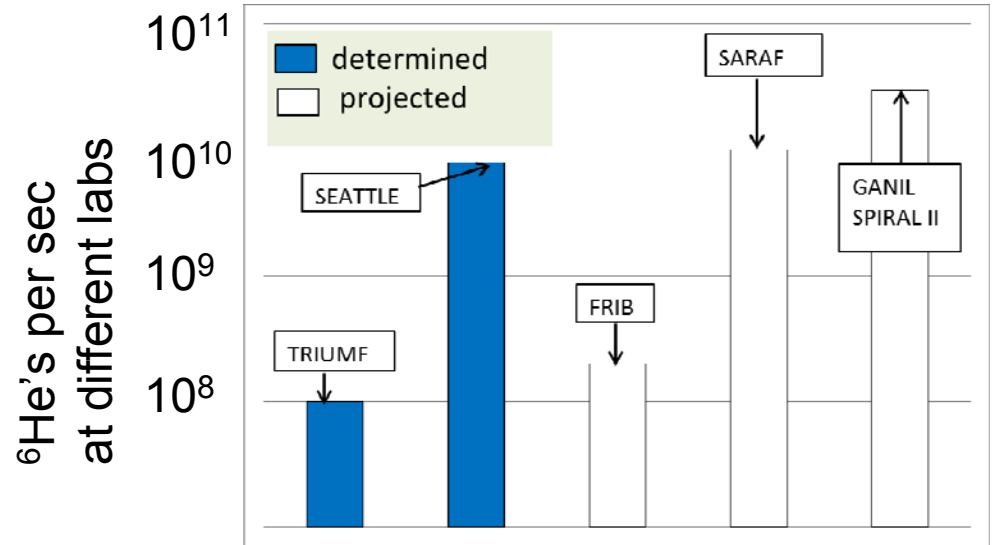 ⁶He's per sec
at different labs
10¹¹
10¹⁰
10⁹
10⁸
determined
projected
TRIUMF
SEATTLE
FRIB
SARAF
GANIL
SPIRAL II